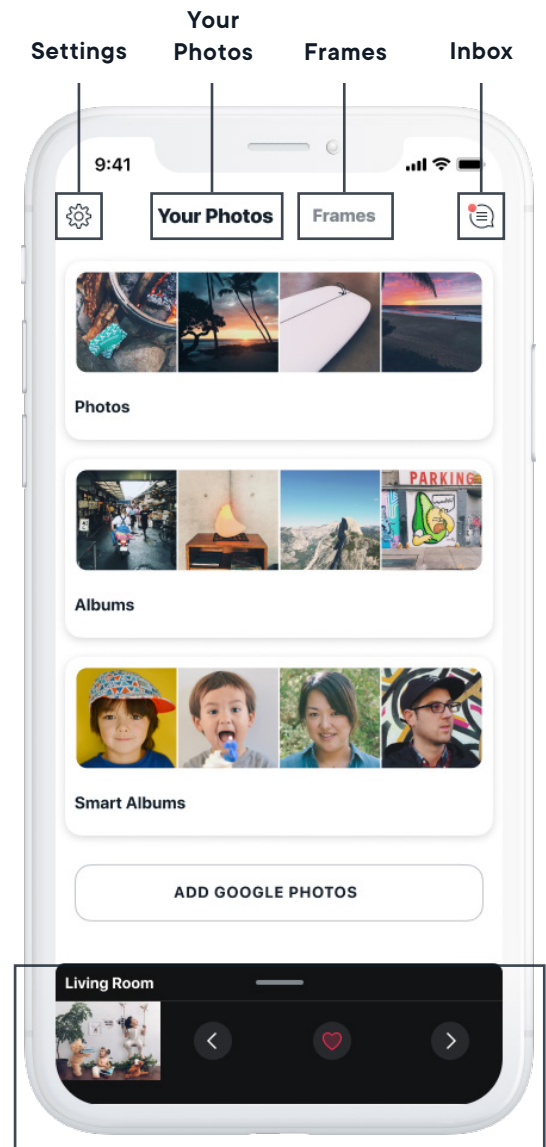 Your
Settings Photos Frames Inbox
9:41
Your Photos Frames
Photos
PARKING
Albums
Smart Albums
ADD GOOGLE PHOTOS
Living Room